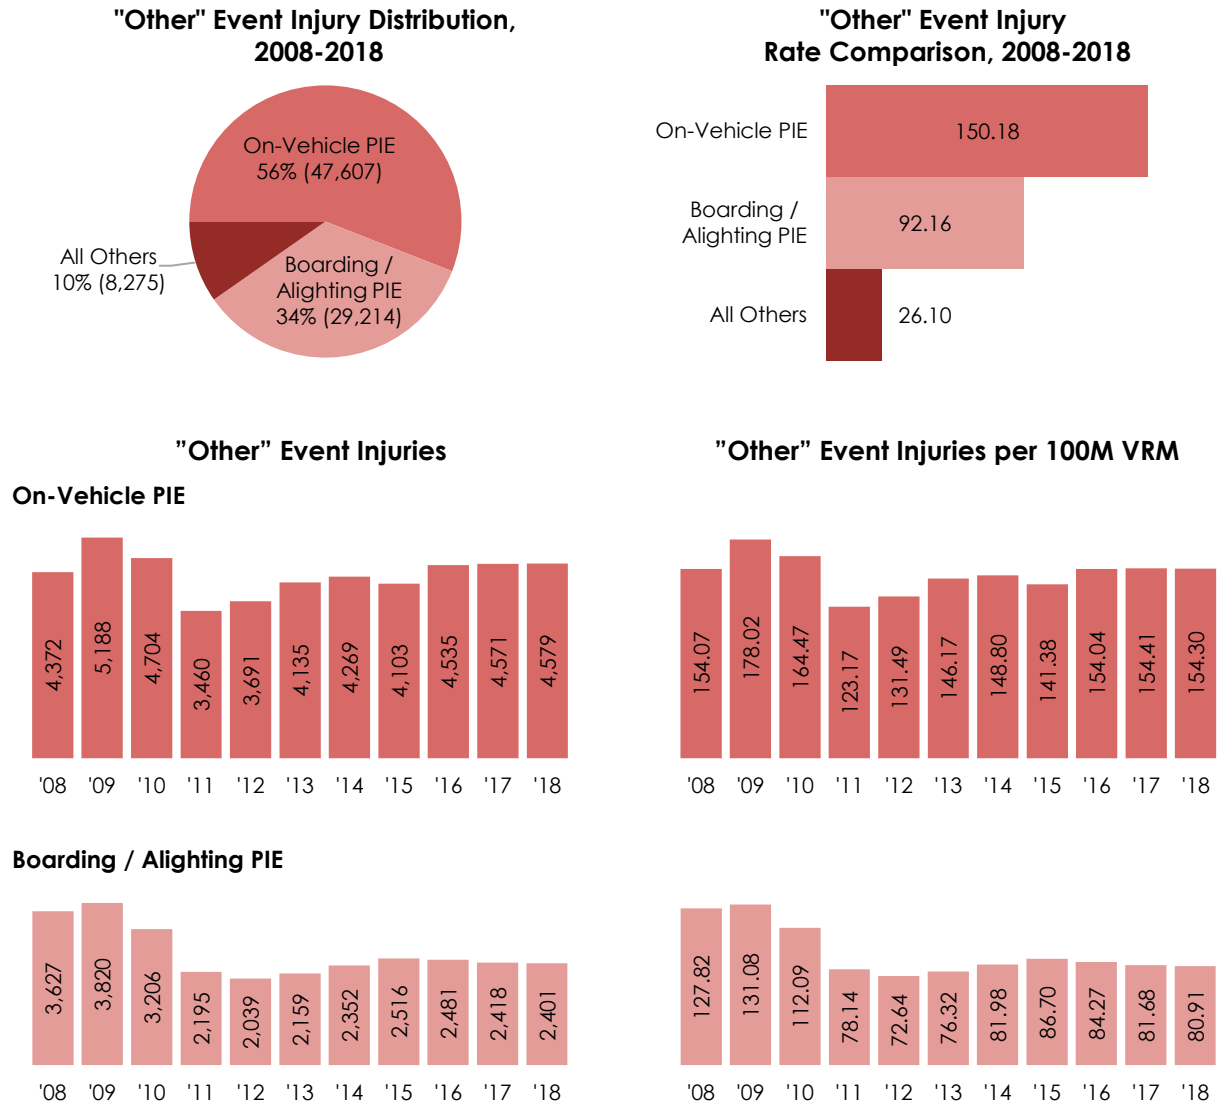 "Other" Event Injury Distribution,
2008-2018
On-Vehicle PIE
56% (47,607)
All Others
10% (8,275)
Boarding /
Alighting PIE
34% (29,214)
"Other" Event Injury
Rate Comparison, 2008-2018
On-Vehicle PIE
150.18
Boarding /
Alighting PIE
92.16
All Others
26.10
”Other” Event Injuries
On-Vehicle PIE
4,372
5,188
4,704
3,460
3,691
4,135
4,269
4,103
4,535
4,571
4,579
'08 '09 '10 '11 '12 '13 '14 '15 '16 '17 '18
”Other” Event Injuries per 100M VRM
154.07
178.02
164.47
123.17
131.49
146.17
148.80
141.38
154.04
154.41
154.30
'08 '09 '10 '11 '12 '13 '14 '15 '16 '17 '18
Boarding / Alighting PIE
3,627
3,820
3,206
2,195
2,039
2,159
2,352
2,516
2,481
2,418
2,401
'08 '09 '10 '11 '12 '13 '14 '15 '16 '17 '18
127.82
131.08
112.09
78.14
72.64
76.32
81.98
86.70
84.27
81.68
80.91
'08 '09 '10 '11 '12 '13 '14 '15 '16 '17 '18